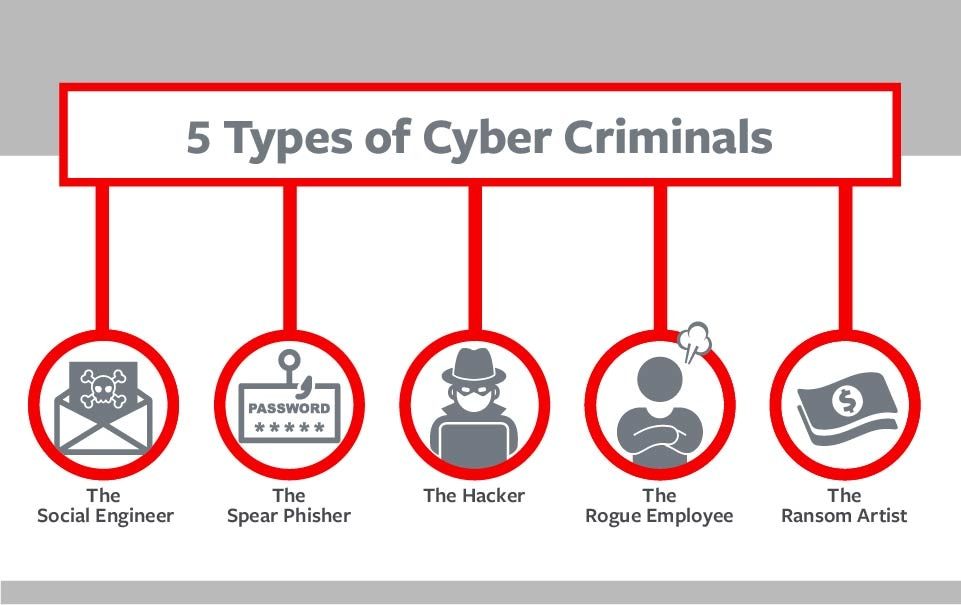 5 Types of Cyber Criminals
PASSWORD
*****
The
Social Engineer
The
Spear Phisher
The Hacker
The
Rogue Employee
The
Ransom Artist
$